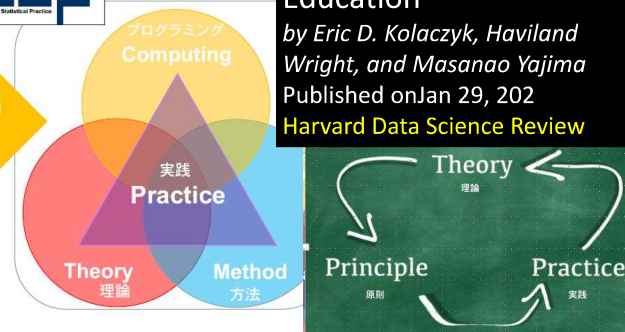 Statistical Practice
プログラミング
Computing
実践
Practice
Theory
理論
Method
方法
Education
by Eric D. Kolaczyk, Haviland
Wright, and Masanao Yajima
Published onJan 29, 202
Harvard Data Science Review
Theory
理論
Principle
原則
Practice
実践